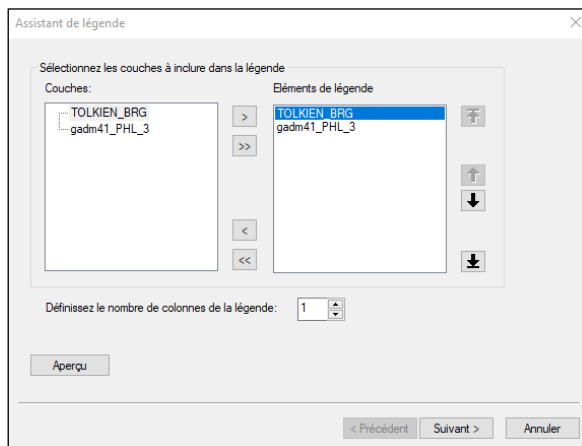 Assistant de légende
Sélectionnez les couches à inclure dans la légende
Couches:
Eléments de légende
TOLKIEN_BRG
gadm41_PHL_3
>
>>
<
<<
TOLKIEN_BRG
gadm41_PHL_3
Définissez le nombre de colonnes de la légende:
1
Aperçu
< Précédent
Suivant >
Annuler